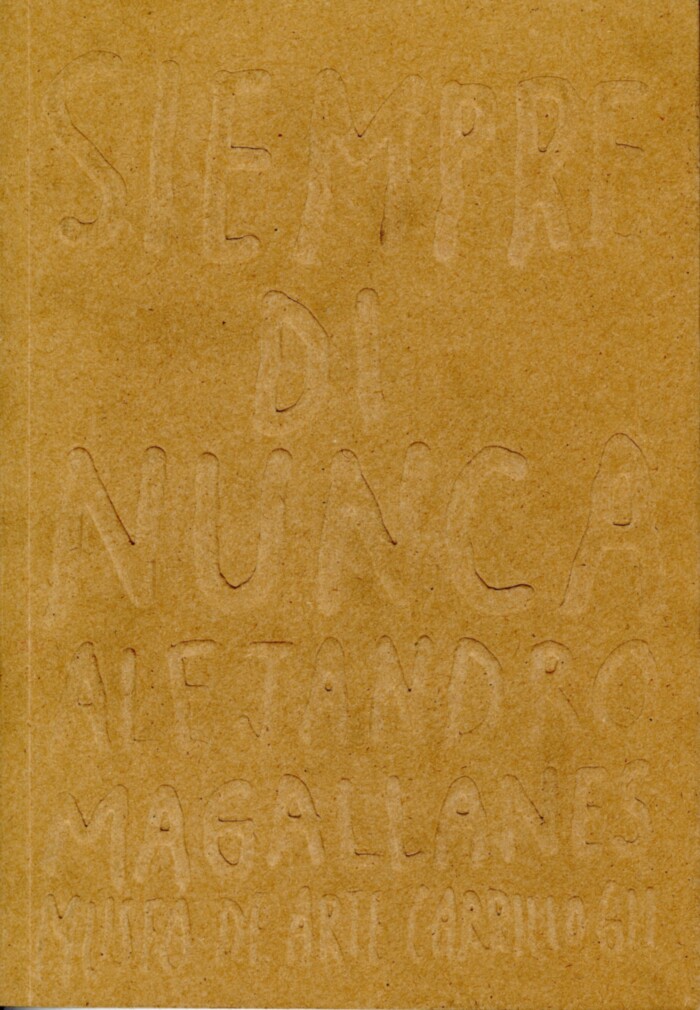 SIEMPRE
DI
NUNCA
ALEJANDRO
MAGALLANES
MUSEO DE ARTE CARRILLO GIL